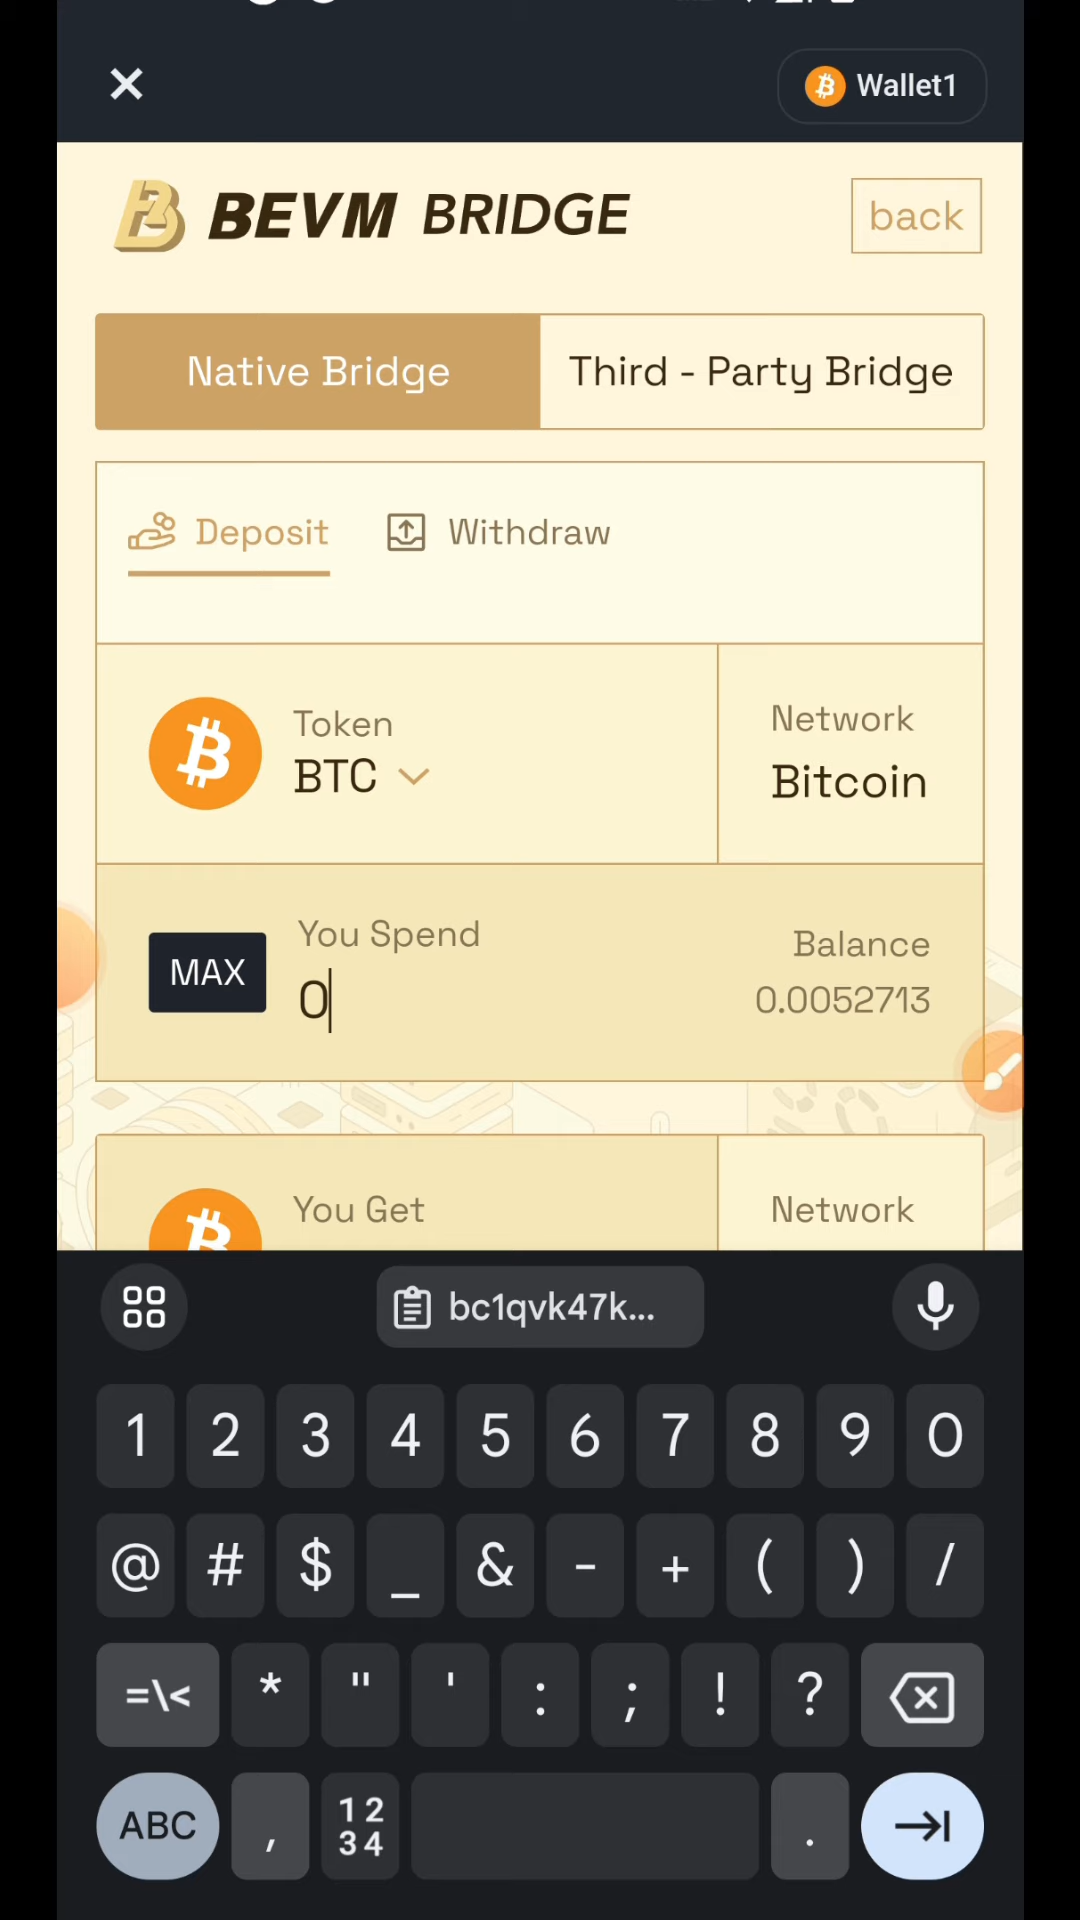 Wallet1
BEVM BRIDGE
back
Native Bridge
Third - Party Bridge
Deposit
Withdraw
Token
BTC
Network
Bitcoin
MAX
You Spend
0
Balance
0.0052713
You Get
Network
bc1qvk47k...
1 2 3 4 5 6 7 8 9 0
@ # $ _ & - + ( ) /
=\< * " ' : ; ! ?
ABC , 12 .
34